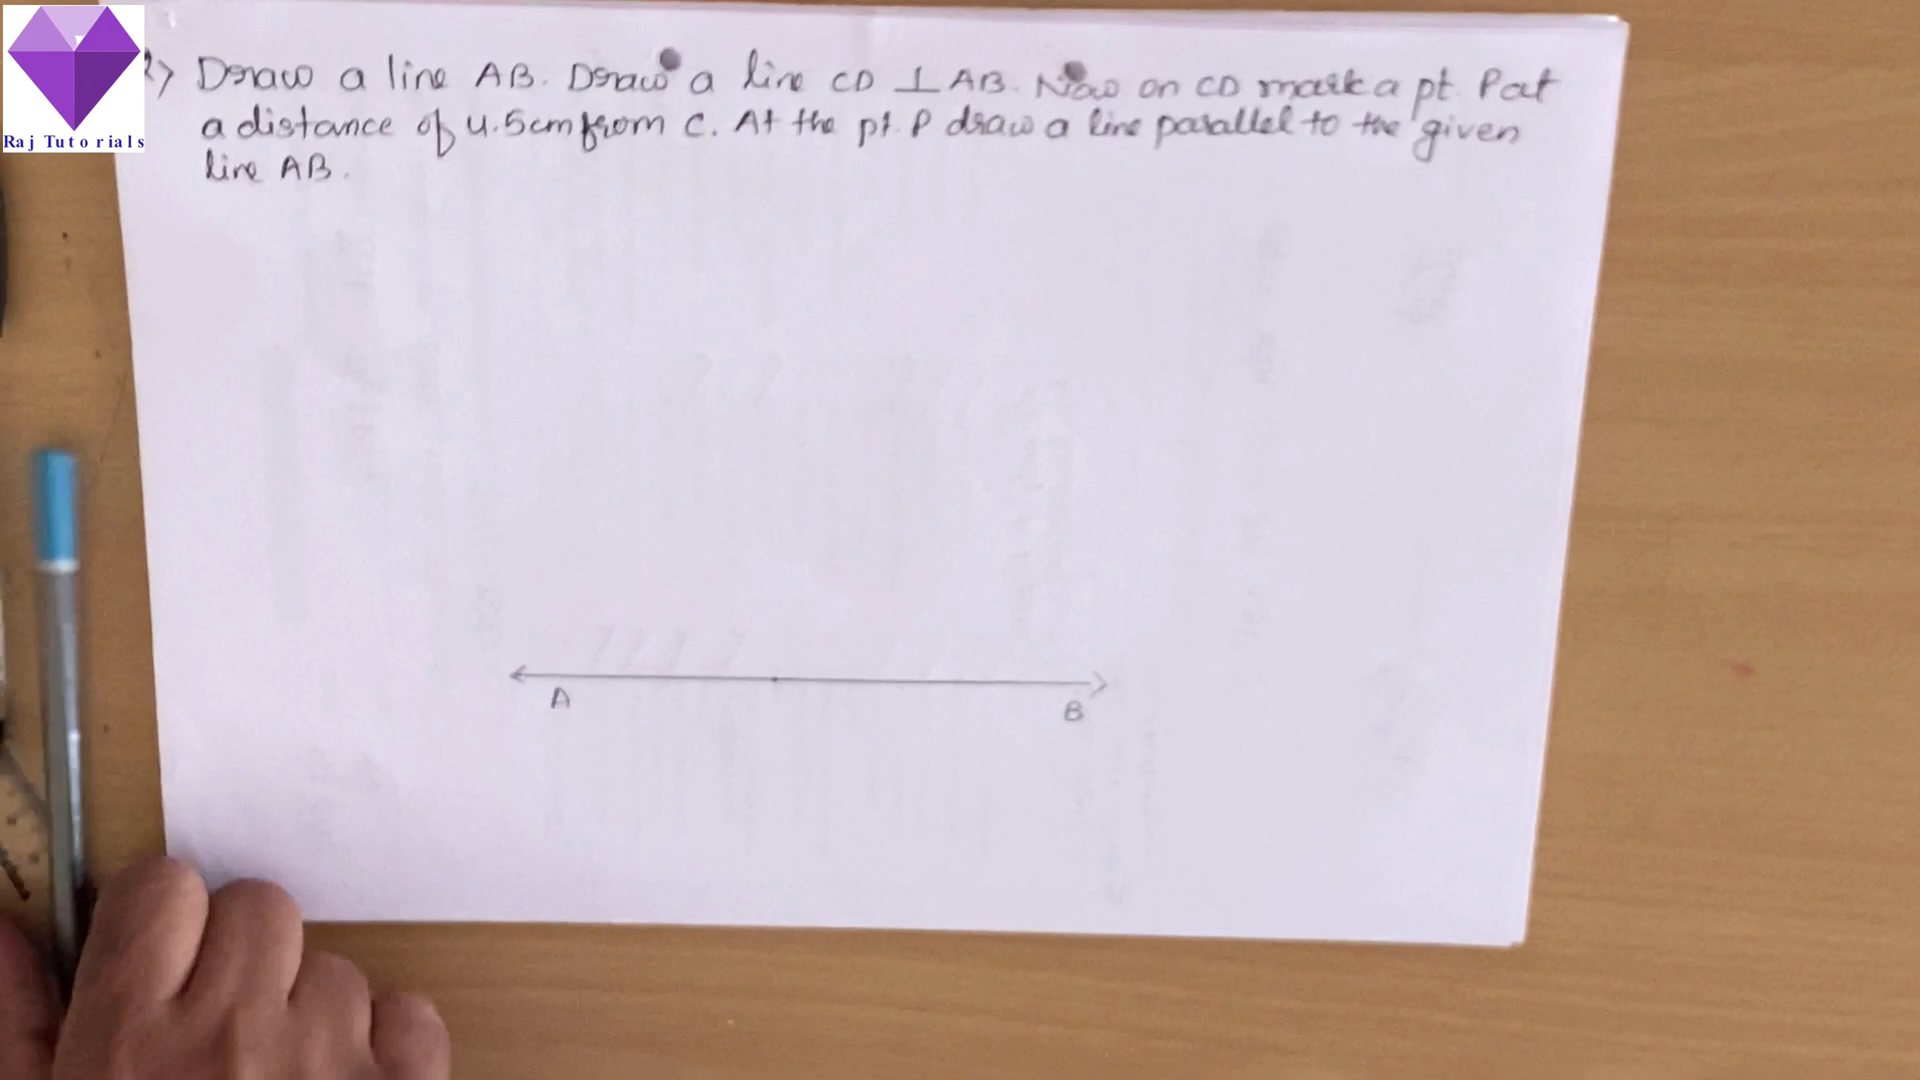 Raj Tutorials
2) Draw a line AB. Draw a line CD ⊥ AB. Now on CD mark a pt. P at
a distance of 4.5cm from C. At the pt. P draw a line parallel to the given
line AB.
A
B